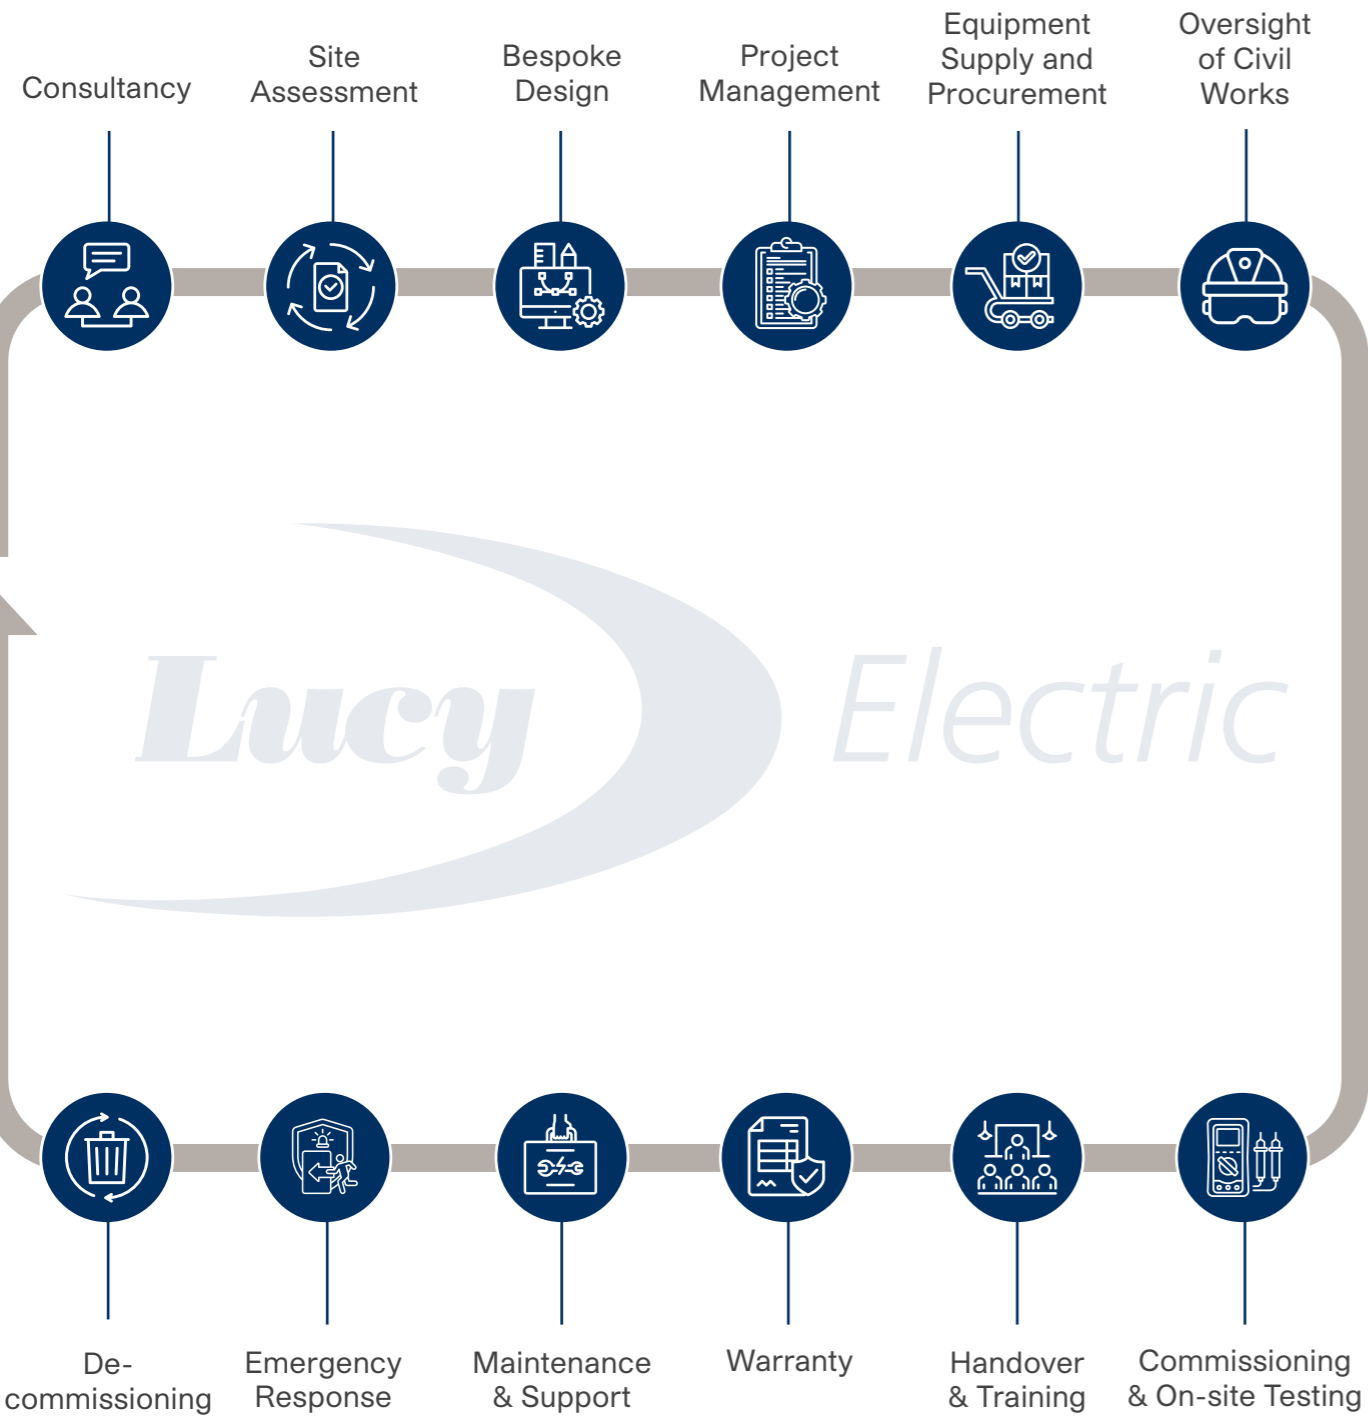 Consultancy
Site
Assessment
Bespoke
Design
Project
Management
Equipment
Supply and
Procurement
Oversight
of Civil
Works
Lucy Electric
De-
commissioning
Emergency
Response
Maintenance
& Support
Warranty
Handover
& Training
Commissioning
& On-site Testing